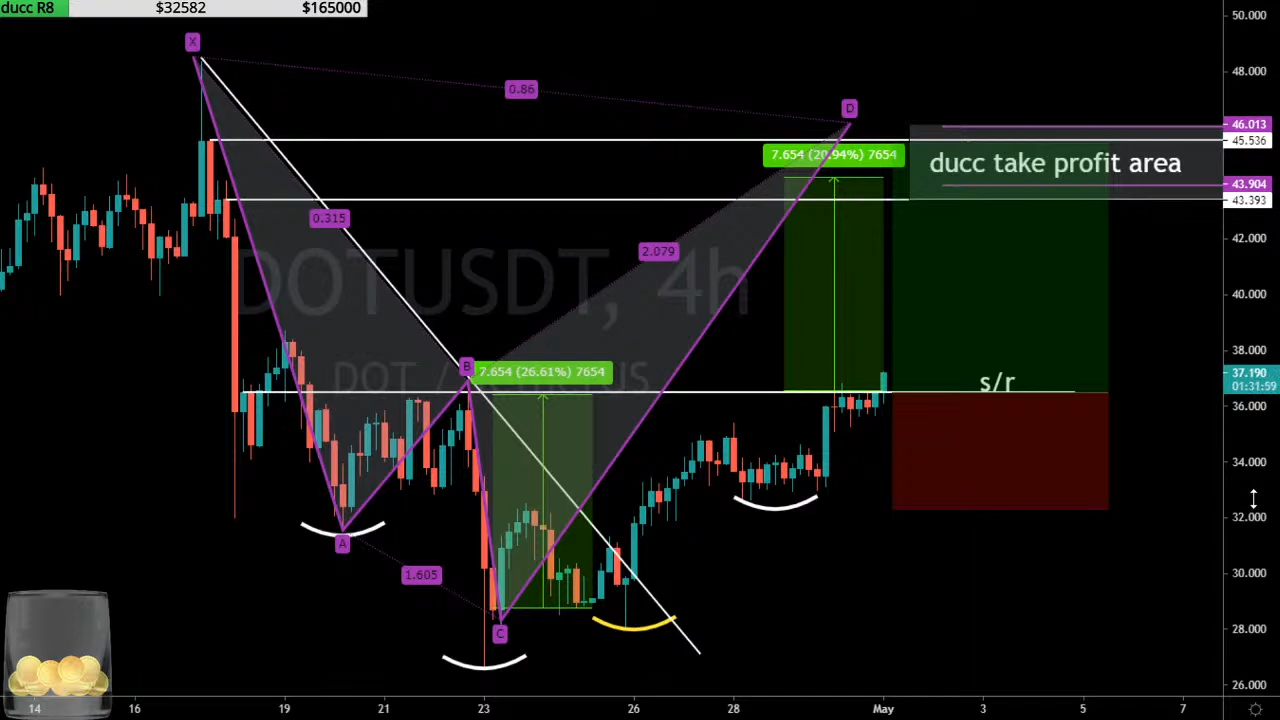 ducc R8 $32582 $165000
X
0.86
D
7.654 (20.94%) 7654
ducc take profit area
0.315
2.079
DOTUSDT, 4h
B
7.654 (26.61%) 7654
s/r
A
1.605
C
50.000
48.000
46.013
45.536
43.904
43.393
42.000
40.000
38.000
37.190
01:31:59
36.000
34.000
32.000
30.000
28.000
26.000
14 16 19 21 23 26 28 May 3 5 7